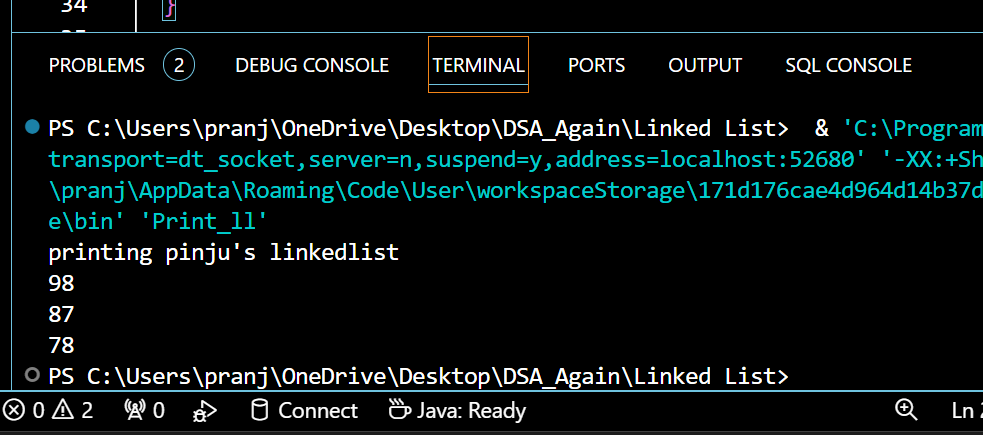 34
}
PROBLEMS 2 DEBUG CONSOLE TERMINAL PORTS OUTPUT SQL CONSOLE
PS C:\Users\pranj\OneDrive\Desktop\DSA_Again\Linked List>  & 'C:\Program
transport=dt_socket,server=n,suspend=y,address=localhost:52680' '-XX:+Sh
\pranj\AppData\Roaming\Code\User\workspaceStorage\171d176cae4d964d14b37d
e\bin' 'Print_ll'
printing pinju's linkedlist
98
87
78
PS C:\Users\pranj\OneDrive\Desktop\DSA_Again\Linked List>
0 2 0 Connect Java: Ready Ln